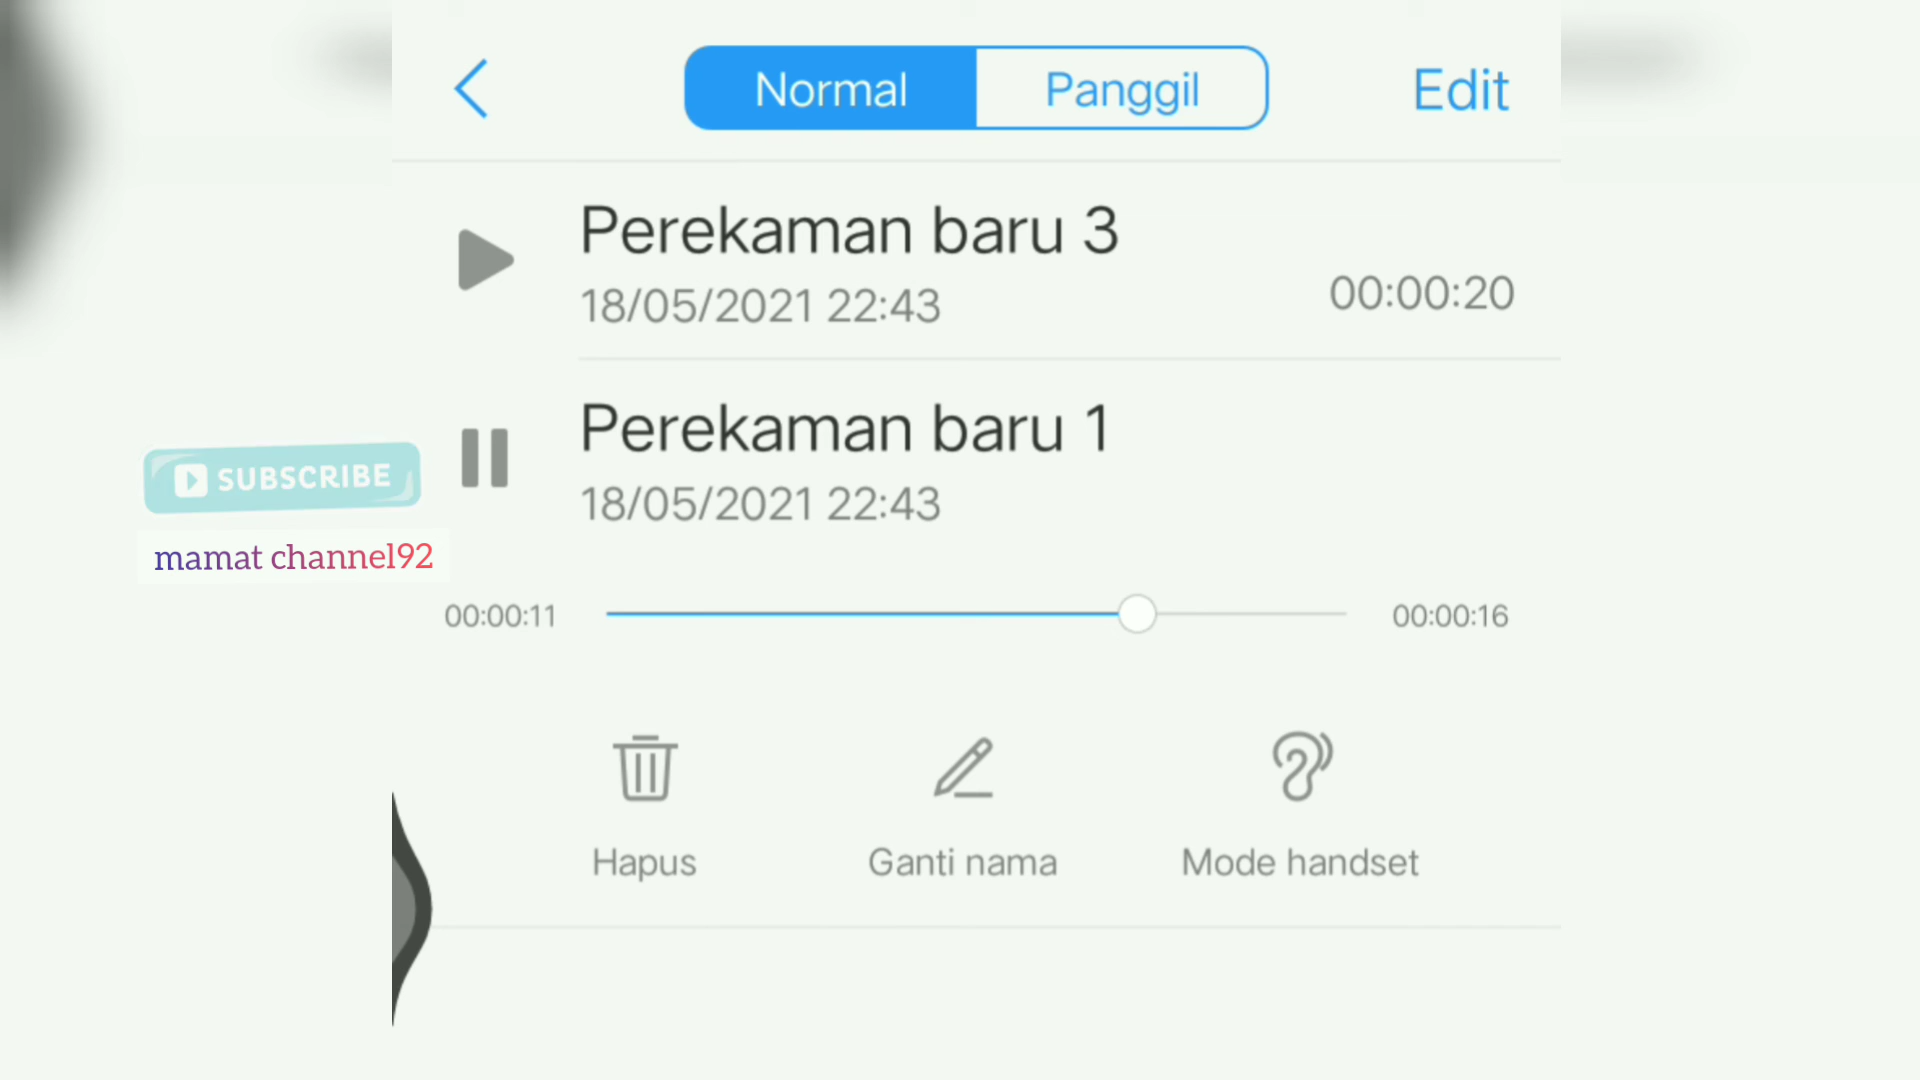 Normal
Panggil
Edit
Perekaman baru 3
18/05/2021 22:43
00:00:20
Perekaman baru 1
18/05/2021 22:43
SUBSCRIBE
mamat channel92
00:00:11
00:00:16
Hapus
Ganti nama
Mode handset